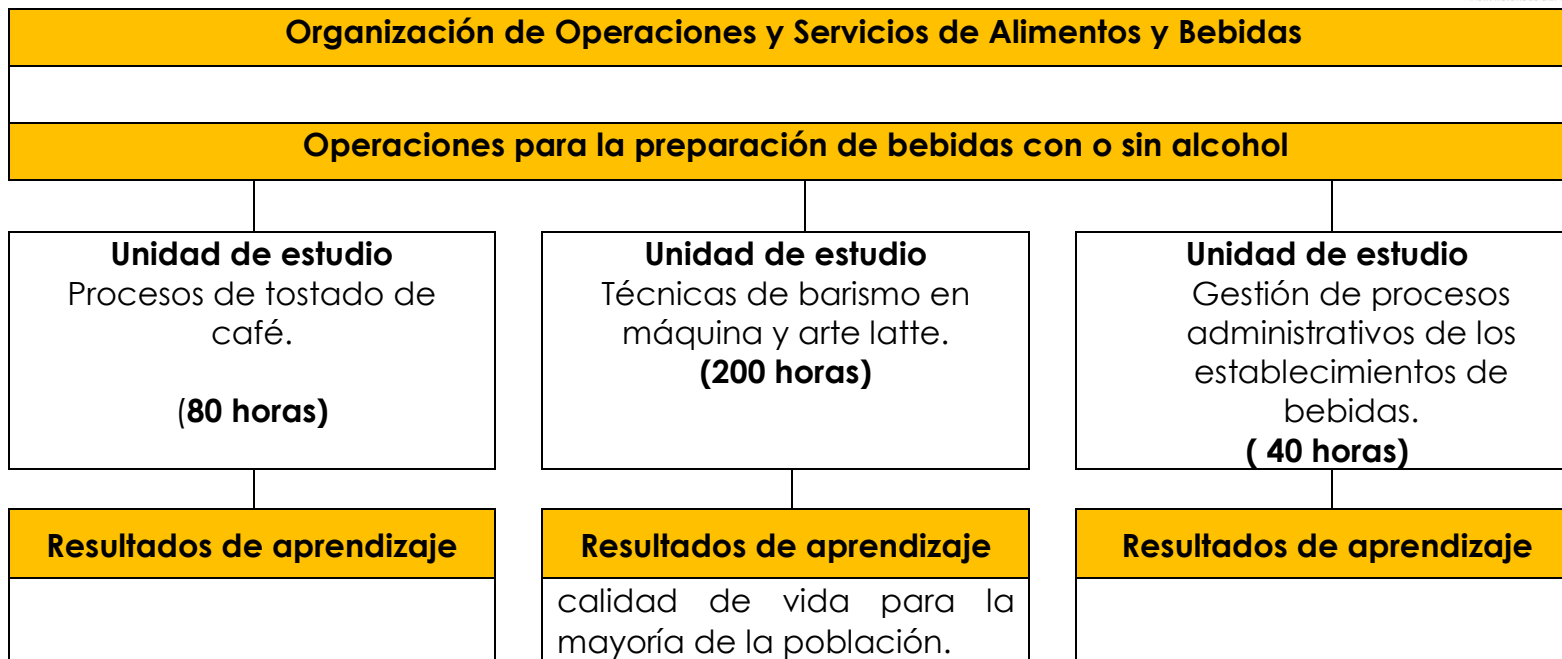 Organización de Operaciones y Servicios de Alimentos y Bebidas
Operaciones para la preparación de bebidas con o sin alcohol
Unidad de estudio
Procesos de tostado de
café.
(80 horas)
Unidad de estudio
Técnicas de barismo en
máquina y arte latte.
(200 horas)
Unidad de estudio
Gestión de procesos
administrativos de los
establecimientos de
bebidas.
( 40 horas)
Resultados de aprendizaje
Resultados de aprendizaje
calidad de vida para la
mayoría de la población.
Resultados de aprendizaje